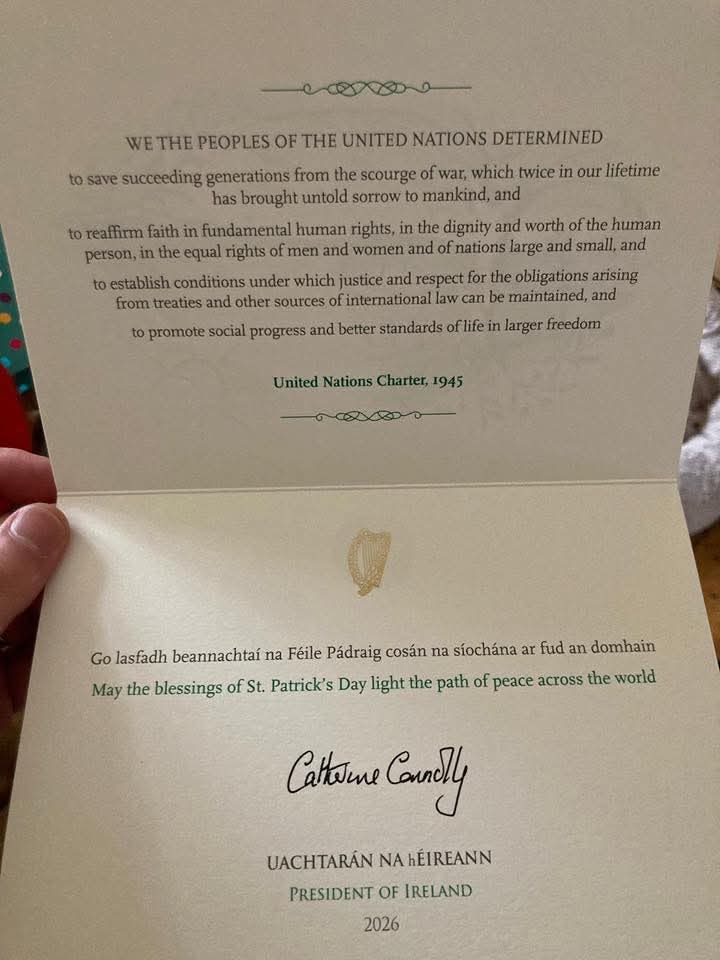 WE THE PEOPLES OF THE UNITED NATIONS DETERMINED
to save succeeding generations from the scourge of war, which twice in our lifetime
has brought untold sorrow to mankind, and
to reaffirm faith in fundamental human rights, in the dignity and worth of the human
person, in the equal rights of men and women and of nations large and small, and
to establish conditions under which justice and respect for the obligations arising
from treaties and other sources of international law can be maintained, and
to promote social progress and better standards of life in larger freedom
United Nations Charter, 1945
Go lasfadh beannachtaí na Féile Pádraig cosán na síochána ar fud an domhain
May the blessings of St. Patrick's Day light the path of peace across the world
Catherine Connolly
UACHTARÁN NA hÉIREANN
PRESIDENT OF IRELAND
2026